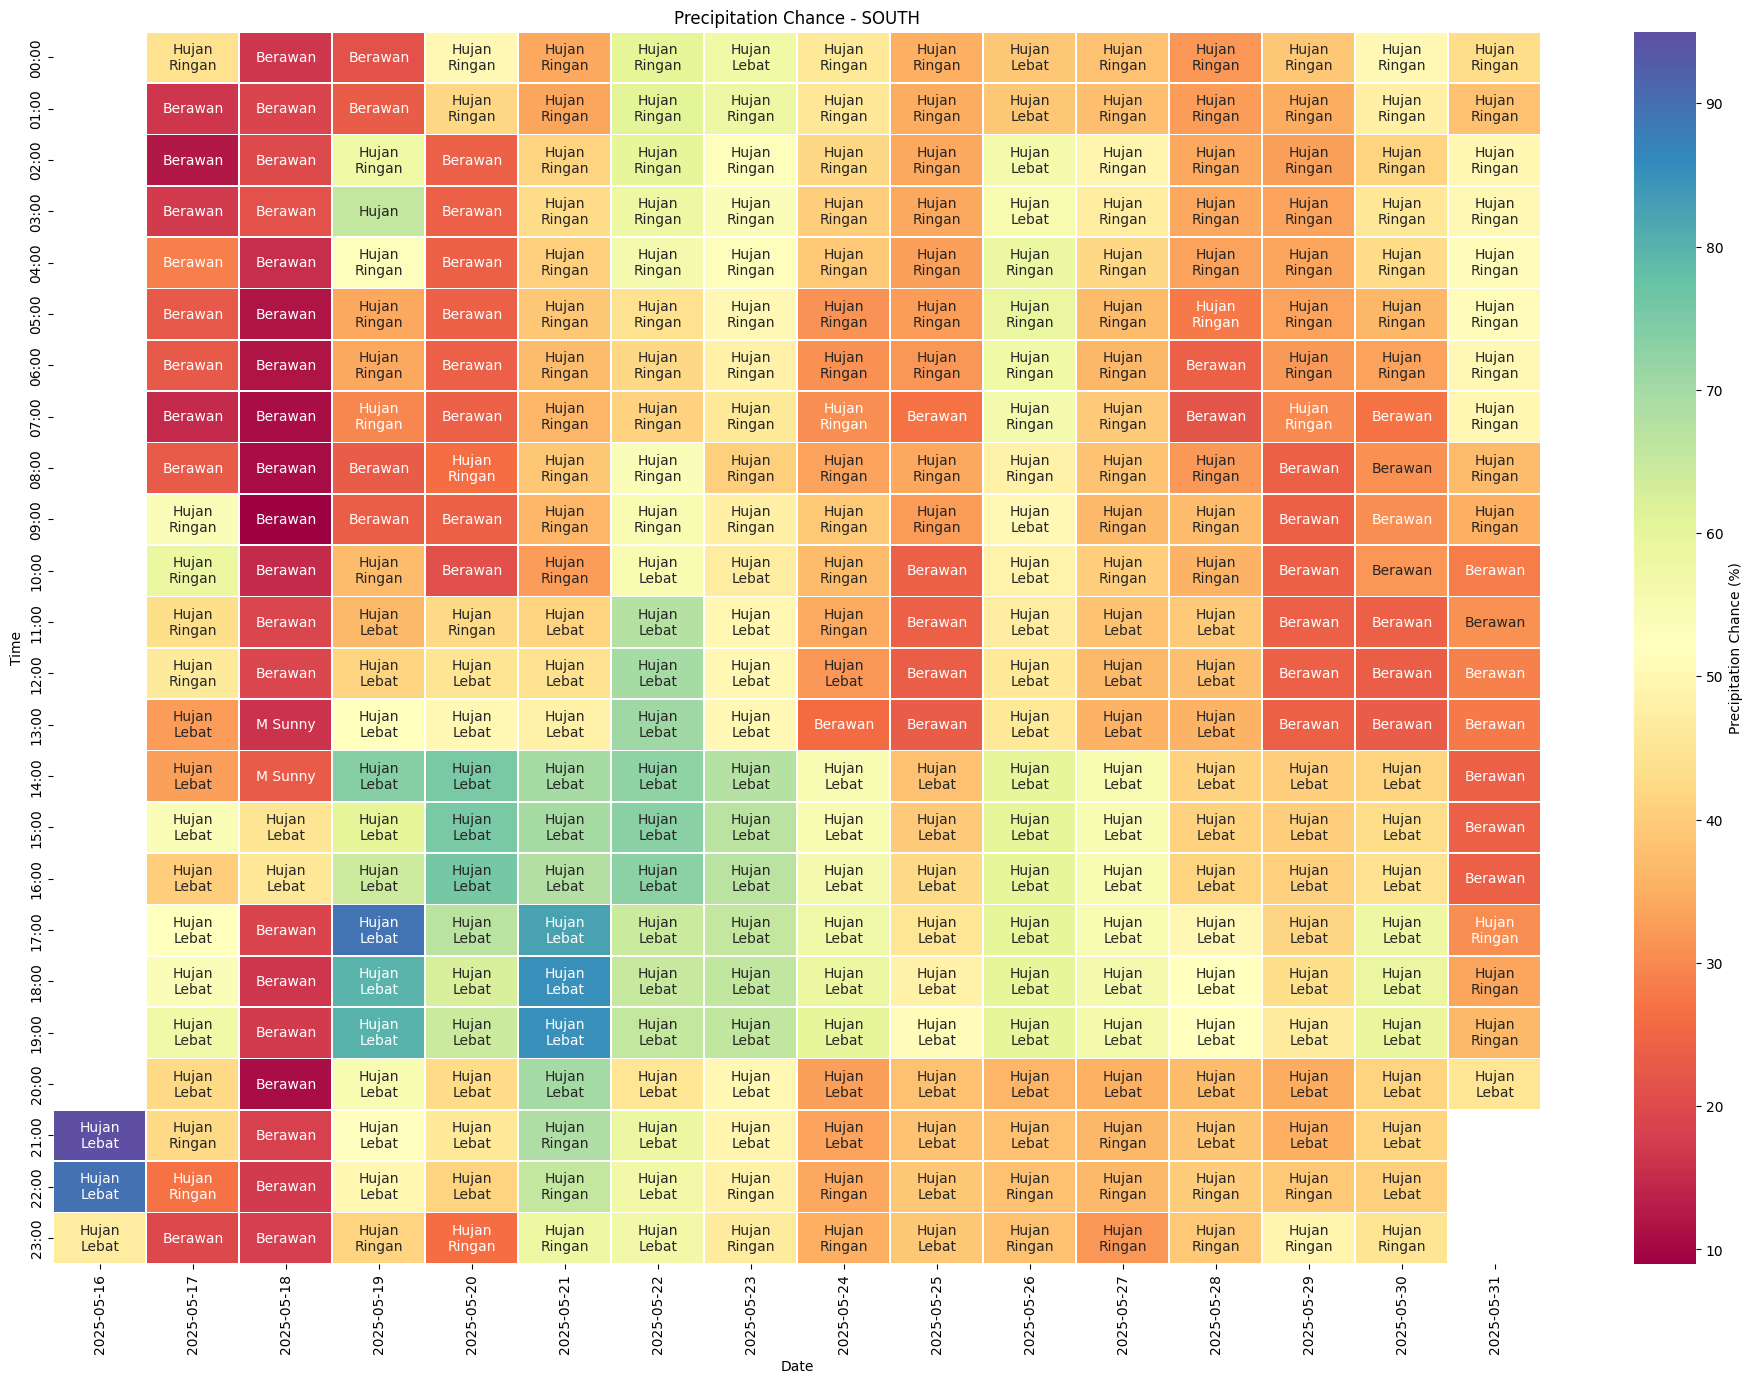 Precipitation Chance - SOUTH
Time
00:00 Hujan Ringan Berawan Berawan Hujan Ringan Hujan Ringan Hujan Ringan Hujan Lebat Hujan Ringan Hujan Ringan Hujan Lebat Hujan Ringan Hujan Ringan Hujan Ringan Hujan Ringan Hujan Ringan
01:00 Berawan Berawan Berawan Hujan Ringan Hujan Ringan Hujan Ringan Hujan Ringan Hujan Ringan Hujan Ringan Hujan Lebat Hujan Ringan Hujan Ringan Hujan Ringan Hujan Ringan Hujan Ringan
02:00 Berawan Berawan Hujan Ringan Berawan Hujan Ringan Hujan Ringan Hujan Ringan Hujan Ringan Hujan Ringan Hujan Lebat Hujan Ringan Hujan Ringan Hujan Ringan Hujan Ringan Hujan Ringan
03:00 Berawan Berawan Hujan Berawan Hujan Ringan Hujan Ringan Hujan Ringan Hujan Ringan Hujan Ringan Hujan Lebat Hujan Ringan Hujan Ringan Hujan Ringan Hujan Ringan Hujan Ringan
04:00 Berawan Berawan Hujan Ringan Berawan Hujan Ringan Hujan Ringan Hujan Ringan Hujan Ringan Hujan Ringan Hujan Ringan Hujan Ringan Hujan Ringan Hujan Ringan Hujan Ringan Hujan Ringan
05:00 Berawan Berawan Hujan Ringan Berawan Hujan Ringan Hujan Ringan Hujan Ringan Hujan Ringan Hujan Ringan Hujan Ringan Hujan Ringan Hujan Ringan Hujan Ringan Hujan Ringan Hujan Ringan
06:00 Berawan Berawan Hujan Ringan Berawan Hujan Ringan Hujan Ringan Hujan Ringan Hujan Ringan Hujan Ringan Hujan Ringan Hujan Ringan Berawan Hujan Ringan Hujan Ringan Hujan Ringan
07:00 Berawan Berawan Hujan Ringan Berawan Hujan Ringan Hujan Ringan Hujan Ringan Hujan Ringan Berawan Hujan Ringan Hujan Ringan Berawan Hujan Ringan Berawan Hujan Ringan
08:00 Berawan Berawan Berawan Hujan Ringan Hujan Ringan Hujan Ringan Hujan Ringan Hujan Ringan Hujan Ringan Hujan Ringan Hujan Ringan Hujan Ringan Berawan Berawan Hujan Ringan
09:00 Hujan Ringan Berawan Berawan Berawan Hujan Ringan Hujan Ringan Hujan Ringan Hujan Ringan Hujan Ringan Hujan Lebat Hujan Ringan Hujan Ringan Berawan Berawan Hujan Ringan
10:00 Hujan Ringan Berawan Hujan Ringan Berawan Hujan Ringan Hujan Lebat Hujan Lebat Hujan Ringan Berawan Hujan Lebat Hujan Ringan Hujan Ringan Berawan Berawan Berawan
11:00 Hujan Ringan Berawan Hujan Lebat Hujan Ringan Hujan Lebat Hujan Lebat Hujan Lebat Hujan Ringan Berawan Hujan Lebat Hujan Lebat Hujan Lebat Berawan Berawan Berawan
12:00 Hujan Ringan Berawan Hujan Lebat Hujan Lebat Hujan Lebat Hujan Lebat Hujan Lebat Hujan Lebat Berawan Hujan Lebat Hujan Lebat Hujan Lebat Berawan Berawan Berawan
13:00 Hujan Lebat M Sunny Hujan Lebat Hujan Lebat Hujan Lebat Hujan Lebat Hujan Lebat Berawan Berawan Hujan Lebat Hujan Lebat Hujan Lebat Berawan Berawan Berawan
14:00 Hujan Lebat M Sunny Hujan Lebat Hujan Lebat Hujan Lebat Hujan Lebat Hujan Lebat Hujan Lebat Hujan Lebat Hujan Lebat Hujan Lebat Hujan Lebat Hujan Lebat Hujan Lebat Berawan
15:00 Hujan Lebat Hujan Lebat Hujan Lebat Hujan Lebat Hujan Lebat Hujan Lebat Hujan Lebat Hujan Lebat Hujan Lebat Hujan Lebat Hujan Lebat Hujan Lebat Hujan Lebat Hujan Lebat Berawan
16:00 Hujan Lebat Hujan Lebat Hujan Lebat Hujan Lebat Hujan Lebat Hujan Lebat Hujan Lebat Hujan Lebat Hujan Lebat Hujan Lebat Hujan Lebat Hujan Lebat Hujan Lebat Hujan Lebat Berawan
17:00 Hujan Lebat Berawan Hujan Lebat Hujan Lebat Hujan Lebat Hujan Lebat Hujan Lebat Hujan Lebat Hujan Lebat Hujan Lebat Hujan Lebat Hujan Lebat Hujan Lebat Hujan Lebat Hujan Ringan
18:00 Hujan Lebat Berawan Hujan Lebat Hujan Lebat Hujan Lebat Hujan Lebat Hujan Lebat Hujan Lebat Hujan Lebat Hujan Lebat Hujan Lebat Hujan Lebat Hujan Lebat Hujan Lebat Hujan Ringan
19:00 Hujan Lebat Berawan Hujan Lebat Hujan Lebat Hujan Lebat Hujan Lebat Hujan Lebat Hujan Lebat Hujan Lebat Hujan Lebat Hujan Lebat Hujan Lebat Hujan Lebat Hujan Lebat Hujan Ringan
20:00 Hujan Lebat Berawan Hujan Lebat Hujan Lebat Hujan Lebat Hujan Lebat Hujan Lebat Hujan Lebat Hujan Lebat Hujan Lebat Hujan Lebat Hujan Lebat Hujan Lebat Hujan Lebat Hujan Lebat
21:00 Hujan Lebat Hujan Ringan Berawan Hujan Lebat Hujan Lebat Hujan Ringan Hujan Lebat Hujan Lebat Hujan Lebat Hujan Lebat Hujan Lebat Hujan Ringan Hujan Lebat Hujan Lebat Hujan Lebat
22:00 Hujan Lebat Hujan Ringan Berawan Hujan Lebat Hujan Lebat Hujan Ringan Hujan Lebat Hujan Ringan Hujan Ringan Hujan Lebat Hujan Ringan Hujan Ringan Hujan Ringan Hujan Ringan Hujan Lebat
23:00 Hujan Lebat Berawan Berawan Hujan Ringan Hujan Ringan Hujan Ringan Hujan Lebat Hujan Ringan Hujan Ringan Hujan Lebat Hujan Ringan Hujan Ringan Hujan Ringan Hujan Ringan Hujan Ringan
2025-05-16 2025-05-17 2025-05-18 2025-05-19 2025-05-20 2025-05-21 2025-05-22 2025-05-23 2025-05-24 2025-05-25 2025-05-26 2025-05-27 2025-05-28 2025-05-29 2025-05-30 2025-05-31
Date
90
80
70
60
50
40
30
20
10
Precipitation Chance (%)